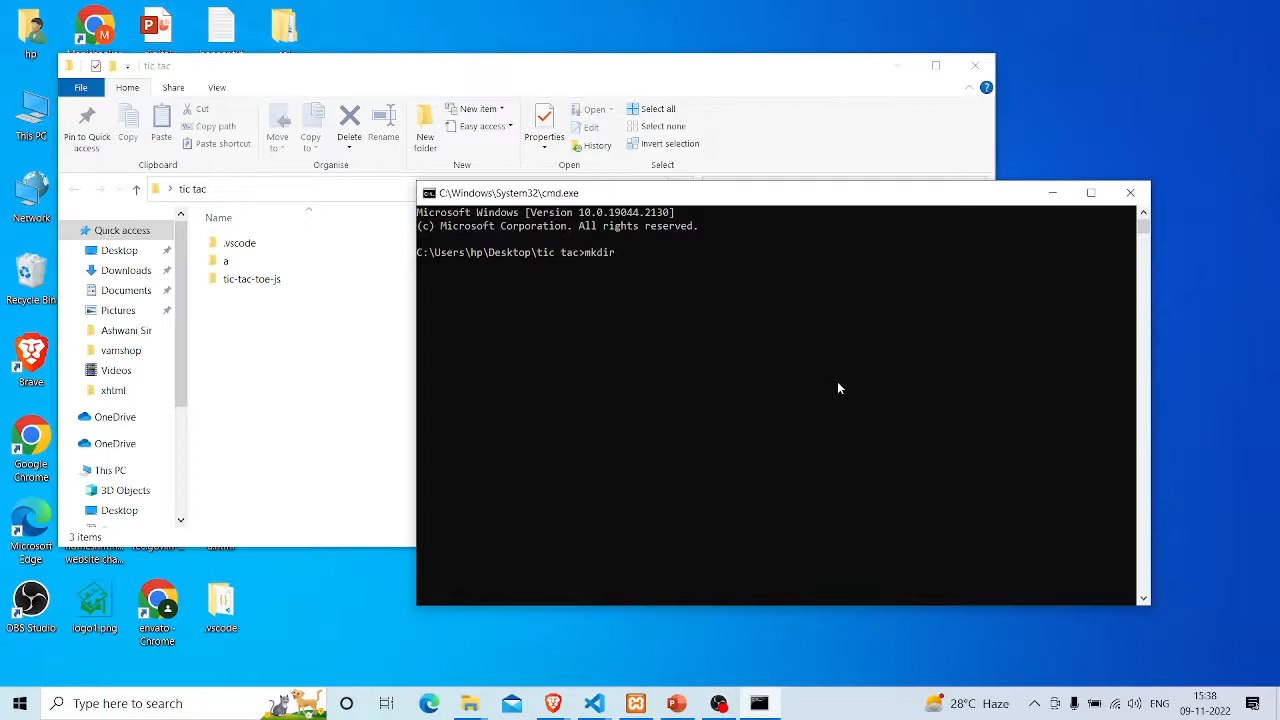 hp
This PC
Network
Recycle Bin
Brave
Google
Chrome
Microsoft
Edge
OBS Studio
logo1.png
envato -
Chrome
.vscode
website cha...
tic tac
File
Home
Share
View
Pin to Quick
access
Copy
Paste
Cut
Copy path
Paste shortcut
Clipboard
Move
to
Copy
to
Delete
Rename
Organise
New
folder
New item
Easy access
New
Properties
Open
Edit
History
Open
Select all
Select none
Invert selection
Select
tic tac
Quick access
Desktop
Downloads
Documents
Pictures
Ashwani Sir
vamshop
Videos
xhtml
OneDrive
OneDrive
This PC
3D Objects
Desktop
Name
.vscode
a
tic-tac-toe-js
3 items
C:\Windows\System32\cmd.exe
Microsoft Windows [Version 10.0.19044.2130]
(c) Microsoft Corporation. All rights reserved.
C:\Users\hp\Desktop\tic tac>mkdir
Type here to search
28°C Haze
ENG
15:38
09-11-2022